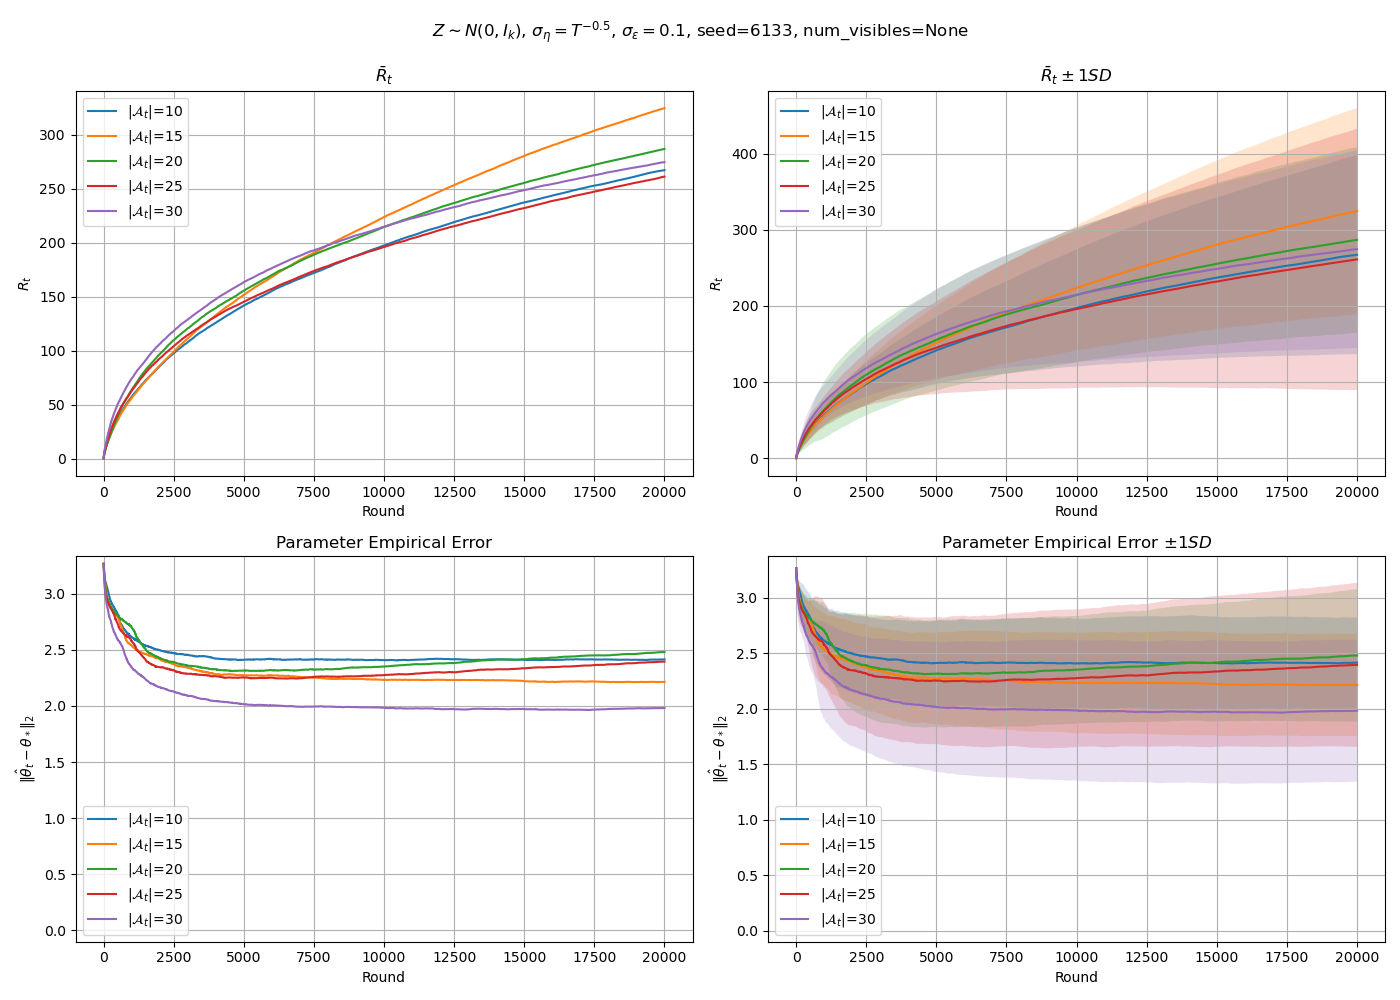 Z ~ N(0, I_k), σ_η = T^{-0.5}, σ_ε = 0.1, seed=6133, num_visibles=None
R̄_t
R_t
300
250
200
150
100
50
0
|𝒜_t|=10
|𝒜_t|=15
|𝒜_t|=20
|𝒜_t|=25
|𝒜_t|=30
0 2500 5000 7500 10000 12500 15000 17500 20000
Round
R̄_t ± 1SD
R_t
400
300
200
100
0
|𝒜_t|=10
|𝒜_t|=15
|𝒜_t|=20
|𝒜_t|=25
|𝒜_t|=30
0 2500 5000 7500 10000 12500 15000 17500 20000
Round
Parameter Empirical Error
‖θ̂_t − θ_*‖_2
3.0
2.5
2.0
1.5
1.0
0.5
0.0
|𝒜_t|=10
|𝒜_t|=15
|𝒜_t|=20
|𝒜_t|=25
|𝒜_t|=30
0 2500 5000 7500 10000 12500 15000 17500 20000
Round
Parameter Empirical Error ±1SD
‖θ̂_t − θ_*‖_2
3.0
2.5
2.0
1.5
1.0
0.5
0.0
|𝒜_t|=10
|𝒜_t|=15
|𝒜_t|=20
|𝒜_t|=25
|𝒜_t|=30
0 2500 5000 7500 10000 12500 15000 17500 20000
Round